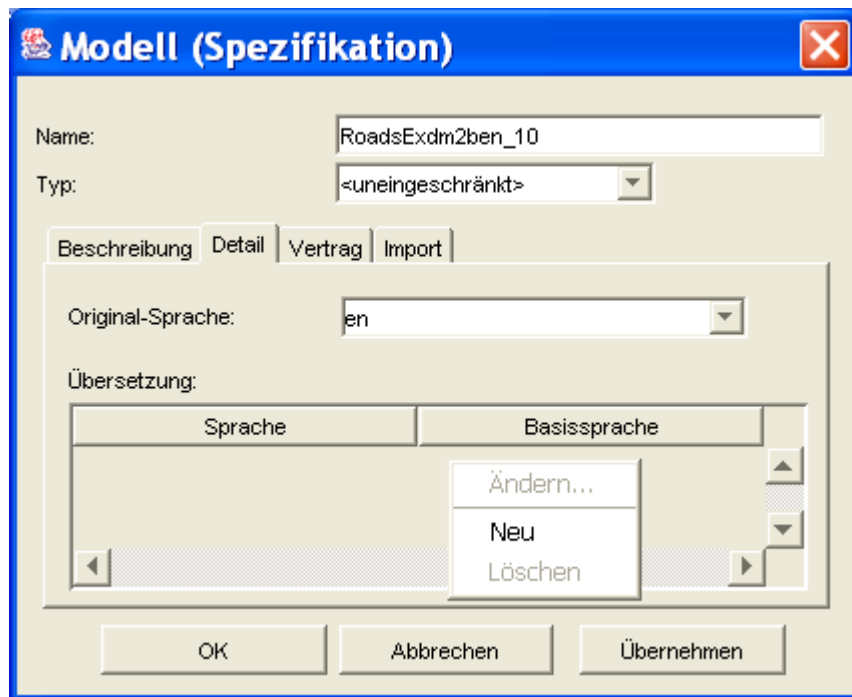 Modell (Spezifikation)
Name: RoadsExdm2ben_10
Typ: <uneingeschränkt>
Beschreibung Detail Vertrag Import
Original-Sprache: en
Übersetzung:
Sprache Basissprache
Ändern...
Neu
Löschen
OK Abbrechen Übernehmen